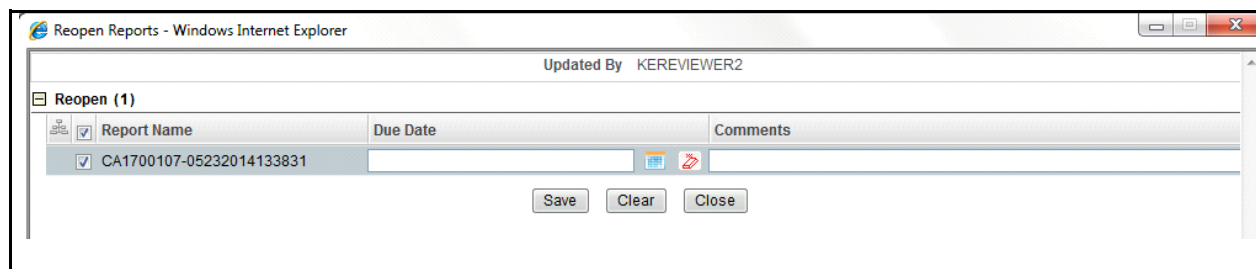 Reopen Reports - Windows Internet Explorer
Updated By KEREVIEWER2
Reopen (1)
Report Name Due Date Comments
CA1700107-05232014133831
Save Clear Close